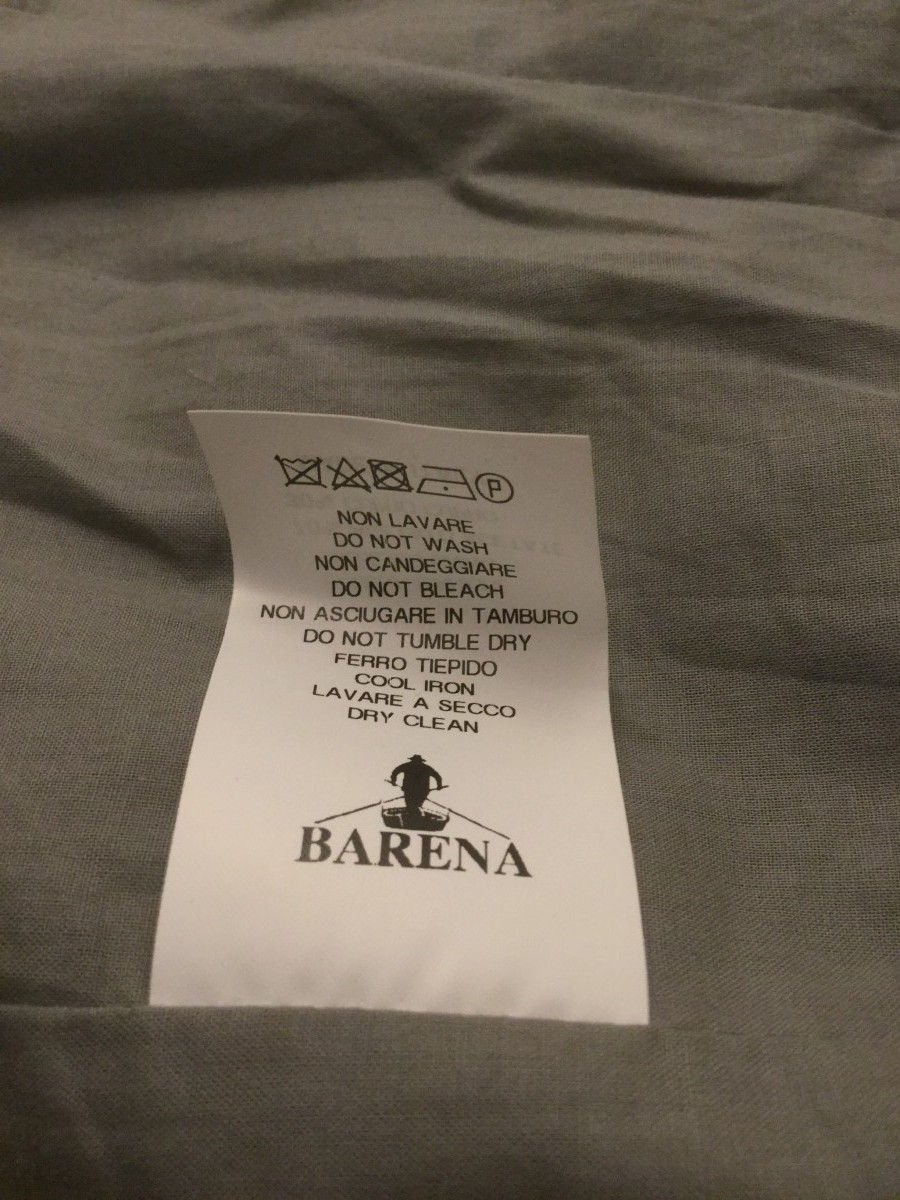 P
NON LAVARE
DO NOT WASH
NON CANDEGGIARE
DO NOT BLEACH
NON ASCIUGARE IN TAMBURO
DO NOT TUMBLE DRY
FERRO TIEPIDO
COOL IRON
LAVARE A SECCO
DRY CLEAN
BARENA